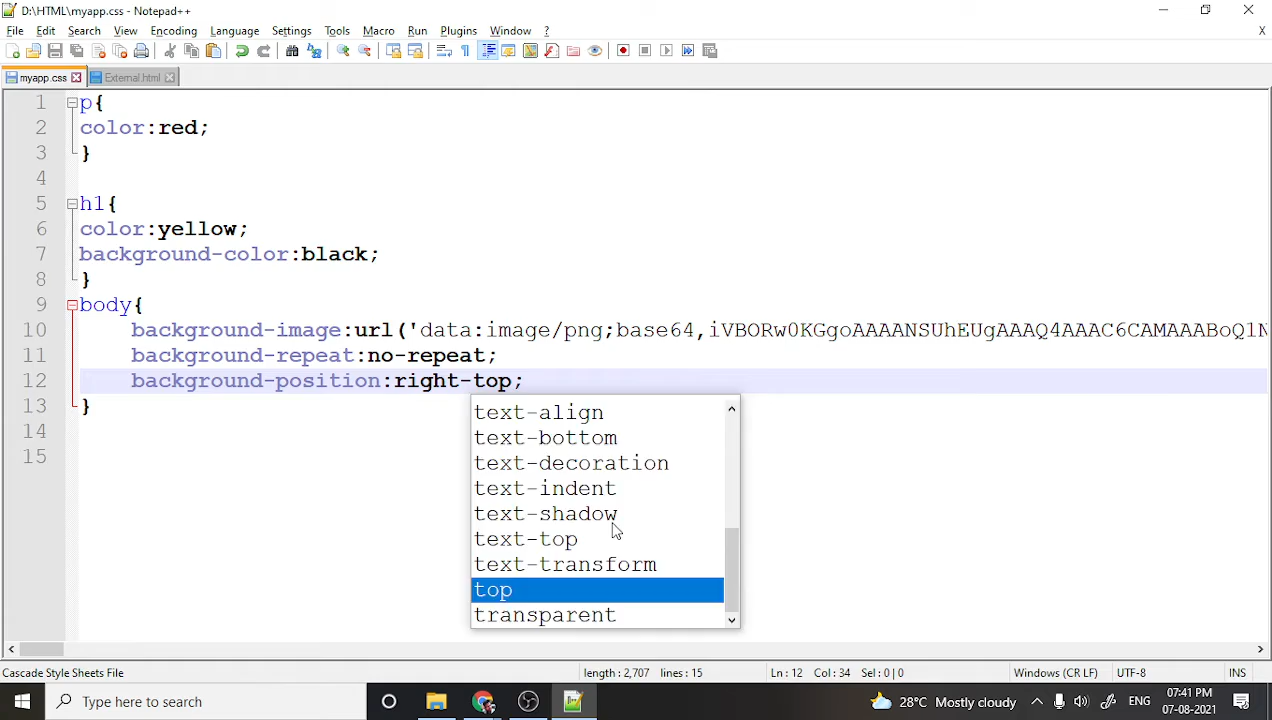 D:\HTML\myapp.css - Notepad++
File Edit Search View Encoding Language Settings Tools Macro Run Plugins Window ? X
myapp.css External.html
1 p{
2 color:red;
3 }
4
5 h1{
6 color:yellow;
7 background-color:black;
8 }
9 body{
10 background-image:url('data:image/png;base64,iVBORw0KGgoAAAANSUhEUgAAAQ4AAAC6CAMAAABoQ1N
11 background-repeat:no-repeat;
12 background-position:right-top;
13 }
14
15
text-align
text-bottom
text-decoration
text-indent
text-shadow
text-top
text-transform
top
transparent
Cascade Style Sheets File length : 2,707 lines : 15 Ln : 12 Col : 34 Sel : 0 | 0 Windows (CR LF) UTF-8 INS
Type here to search 28°C Mostly cloudy ENG 07:41 PM
07-08-2021